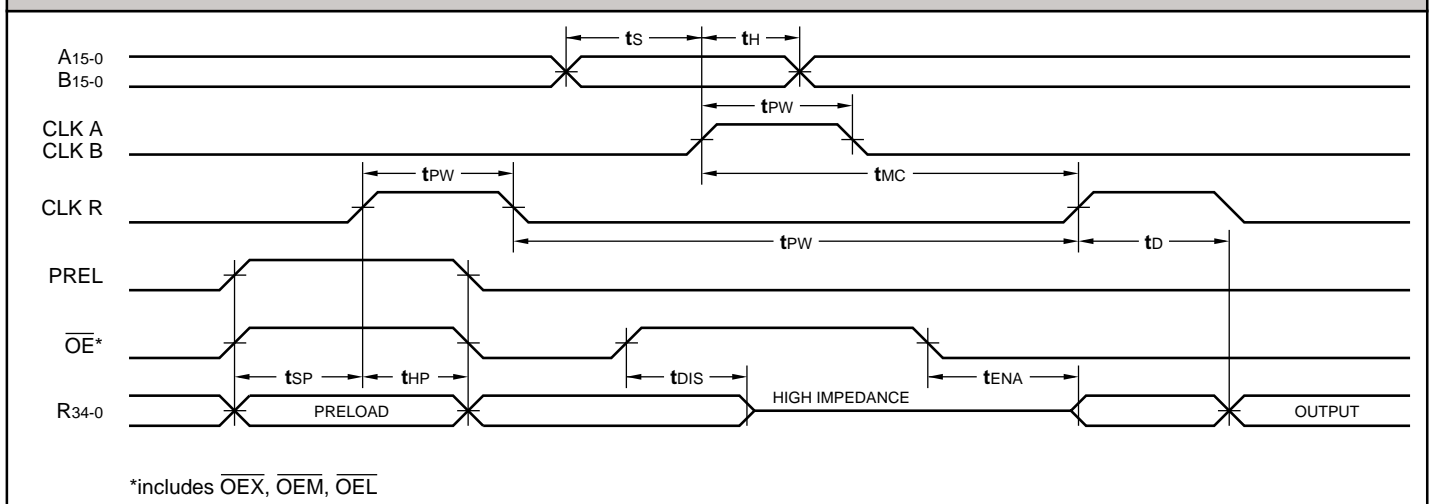 tS tH
A15-0
B15-0
tPW
CLK A
CLK B
tPW tMC
CLK R
tPW tD
PREL
OE*
tSP tHP tDIS tENA
HIGH IMPEDANCE
R34-0 PRELOAD OUTPUT
*includes OEX, OEM, OEL